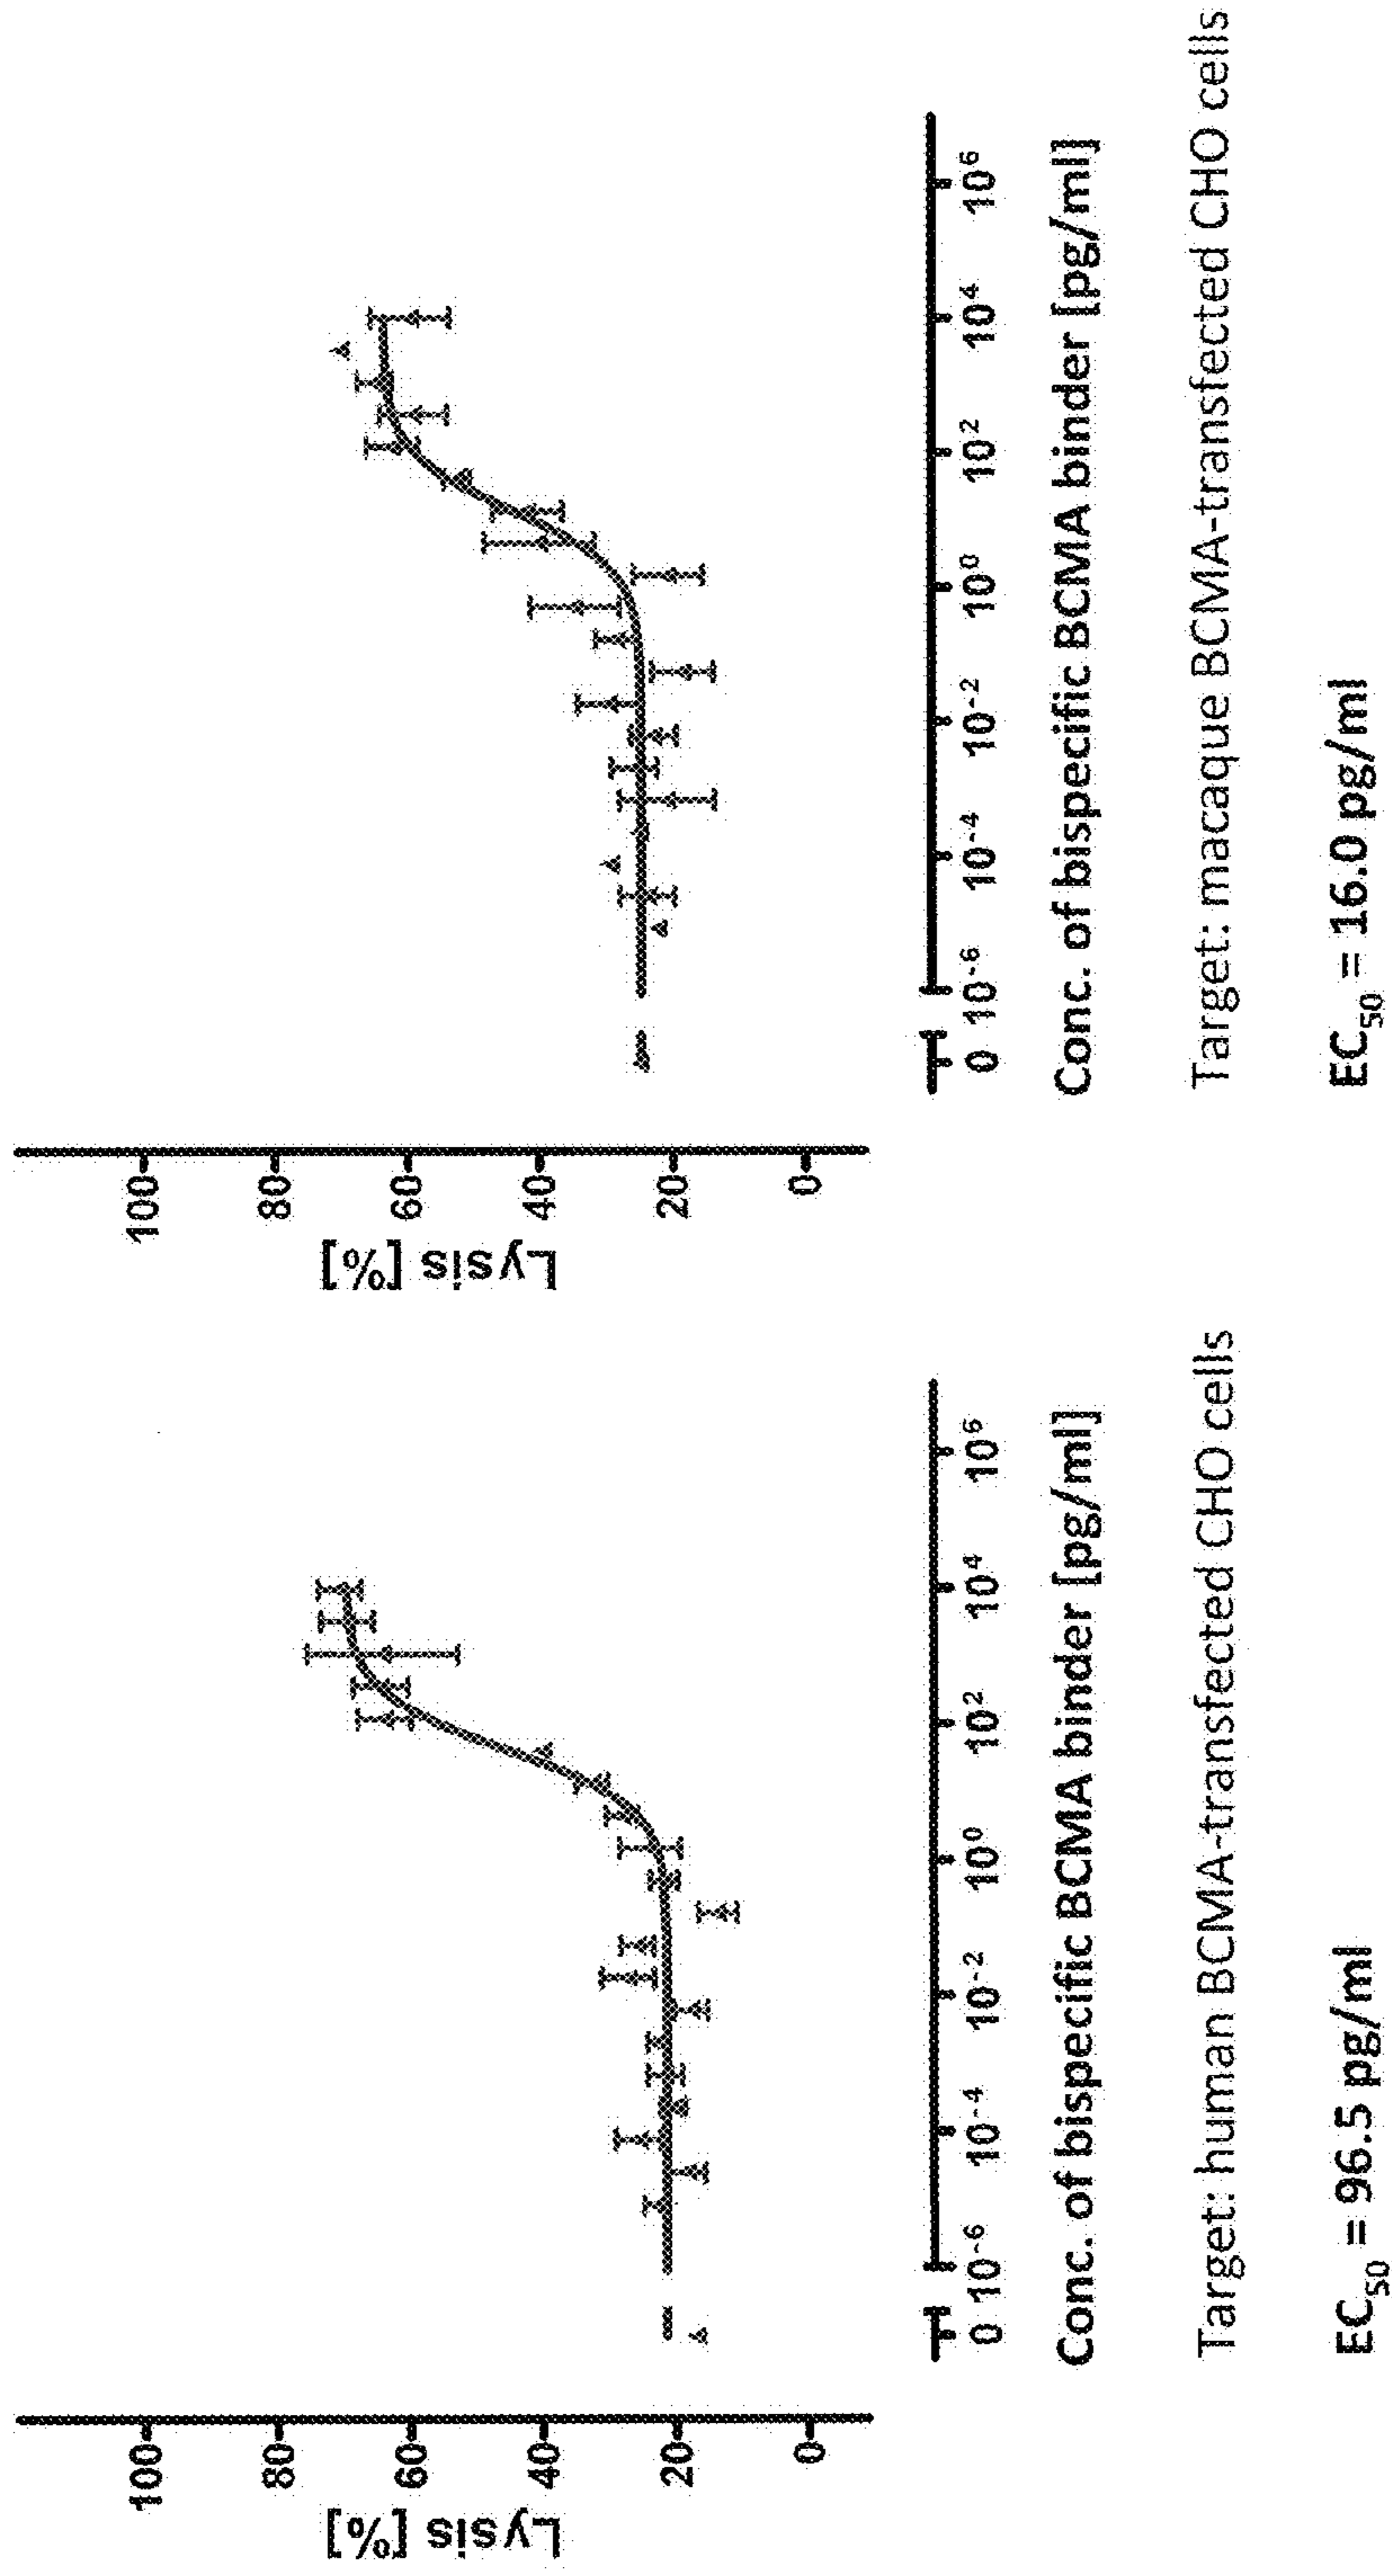 Lysis [%]
100
80
60
40
20
0
0 10⁻⁶ 10⁻⁴ 10⁻² 10⁰ 10² 10⁴ 10⁶
Conc. of bispecific BCMA binder [pg/ml]
Target: human BCMA-transfected CHO cells
EC₅₀ = 96.5 pg/ml
Lysis [%]
100
80
60
40
20
0
0 10⁻⁶ 10⁻⁴ 10⁻² 10⁰ 10² 10⁴ 10⁶
Conc. of bispecific BCMA binder [pg/ml]
Target: macaque BCMA-transfected CHO cells
EC₅₀ = 16.0 pg/ml